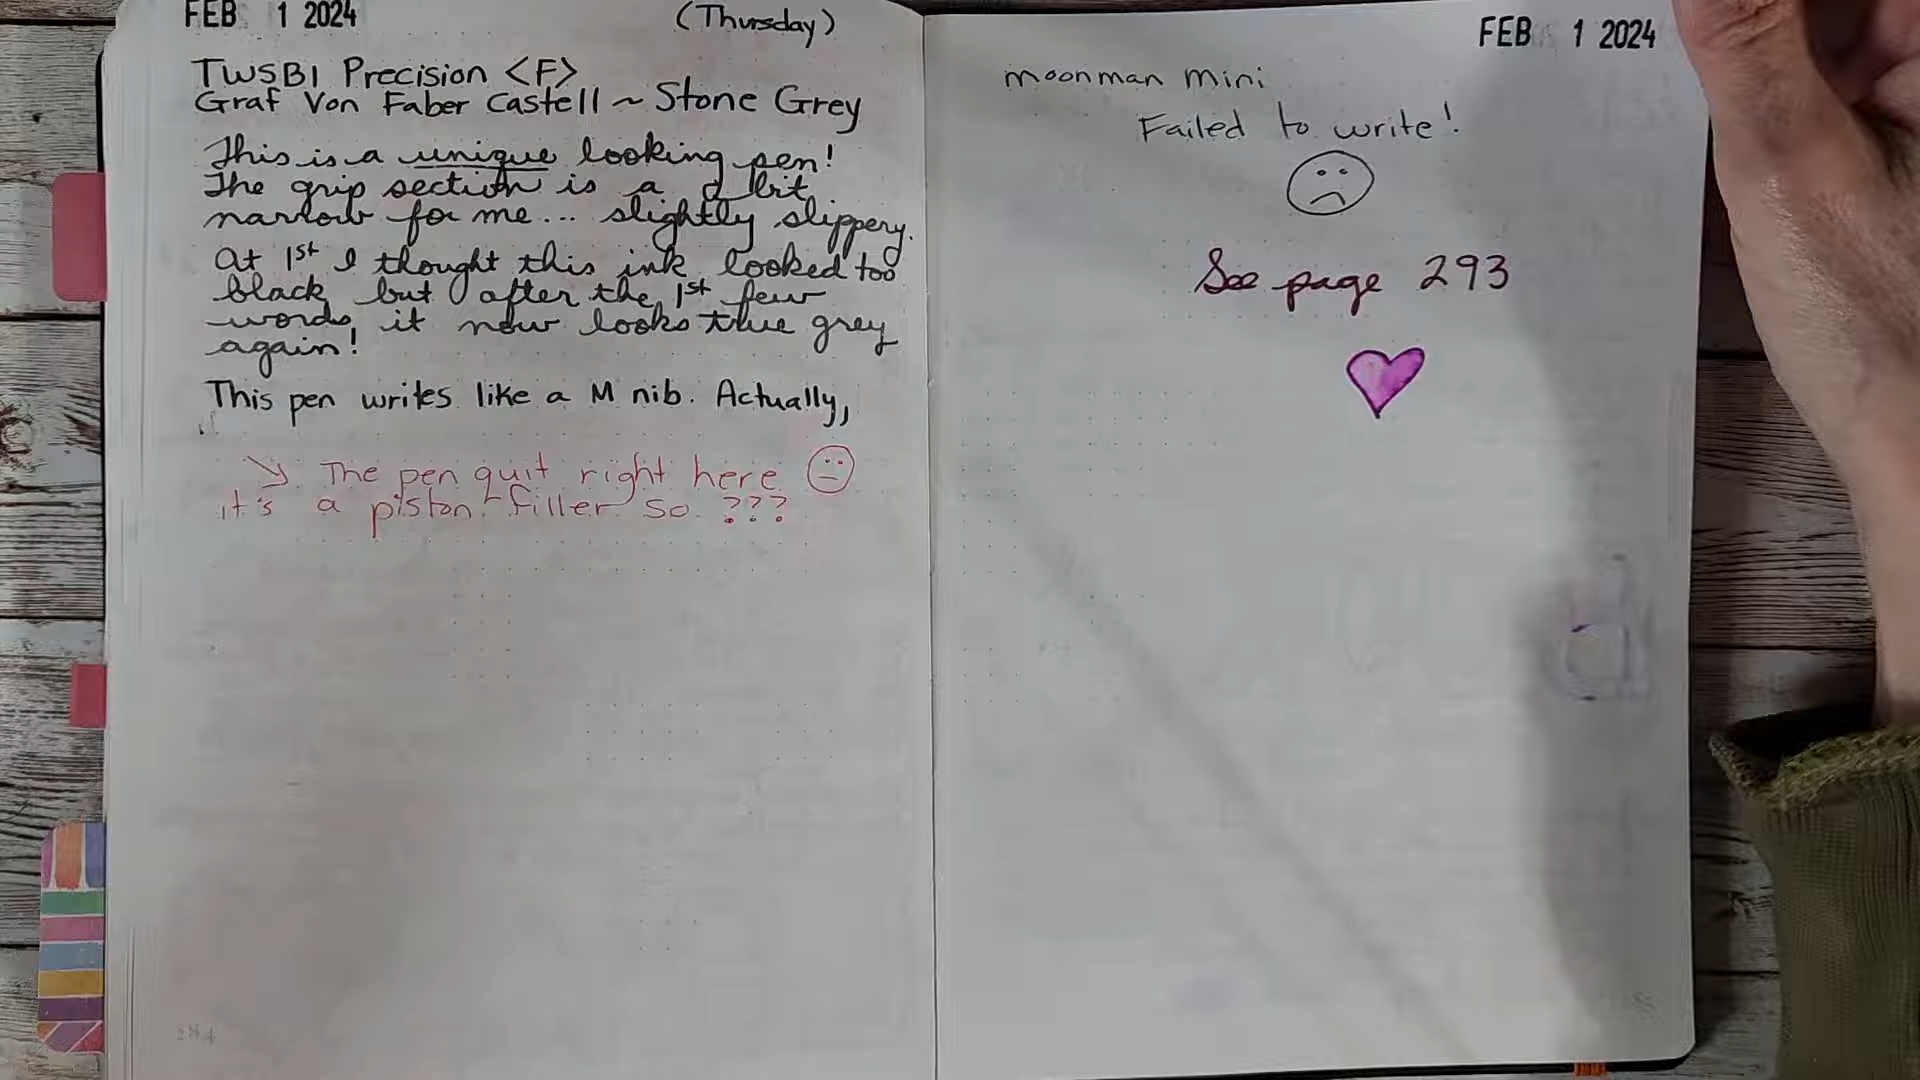 FEB 1 2024 (Thursday)
TWSBI Precision <F>
Graf Von Faber Castell ~ Stone Grey
This is a unique looking pen!
The grip section is a bit
narrow for me... slightly slippery.
At 1st I thought this ink looked too
black but after the 1st few
words, it now looks true grey
again!
This pen writes like a M nib. Actually,
The pen quit right here
it's a piston-filler so ???
284
FEB 1 2024
moonman mini
Failed to write!
See page 293